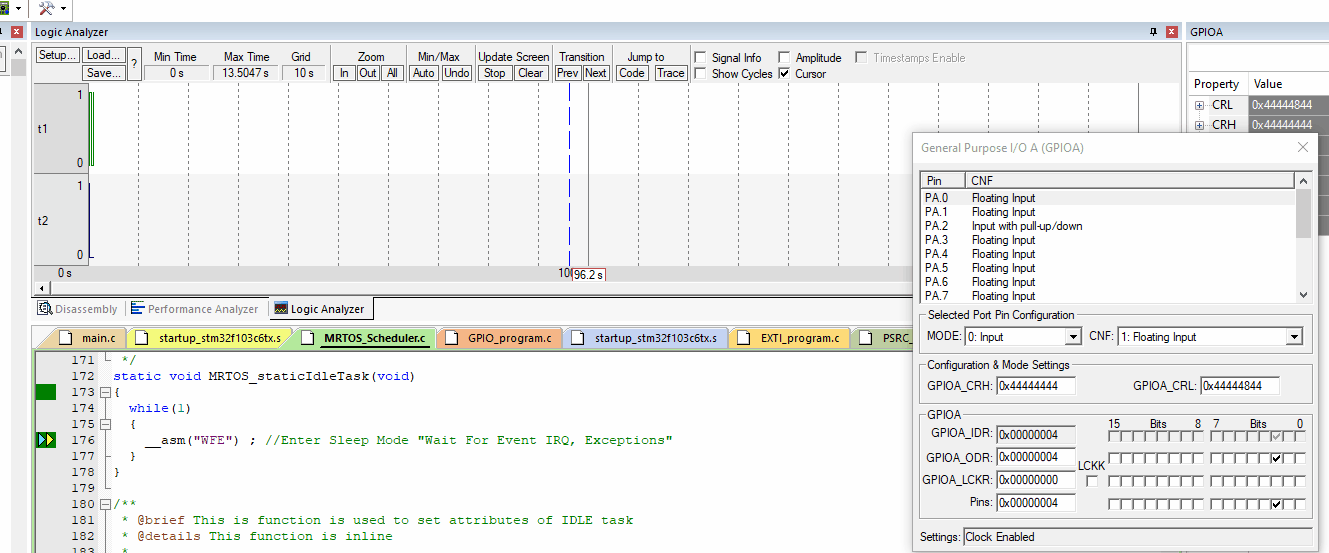 Logic Analyzer
GPIOA
Setup... Load... Save... ?
Min Time Max Time Grid Zoom Min/Max Update Screen Transition Jump to
0 s 13.5047 s 10 s In Out All Auto Undo Stop Clear Prev Next Code Trace
Signal Info Amplitude Timestamps Enable
Show Cycles Cursor
Property Value
CRL 0x44444844
CRH 0x44444444
1
t1
0
1
t2
0
0 s 96.2 s
Disassembly Performance Analyzer Logic Analyzer
main.c startup_stm32f103c6tx.s MRTOS_Scheduler.c GPIO_program.c startup_stm32f103c6tx.s EXTI_program.c PSRC_
171 */
172 static void MRTOS_staticIdleTask(void)
173 {
174 while(1)
175 {
176 __asm("WFE") ; //Enter Sleep Mode "Wait For Event IRQ, Exceptions"
177 }
178 }
179
180 /**
181 * @brief This is function is used to set attributes of IDLE task
182 * @details This function is inline
183 *
General Purpose I/O A (GPIOA)
Pin CNF
PA.0 Floating Input
PA.1 Floating Input
PA.2 Input with pull-up/down
PA.3 Floating Input
PA.4 Floating Input
PA.5 Floating Input
PA.6 Floating Input
PA.7 Floating Input
Selected Port Pin Configuration
MODE: 0: Input CNF: 1: Floating Input
Configuration & Mode Settings
GPIOA_CRH: 0x44444444 GPIOA_CRL: 0x44444844
GPIOA
15 Bits 8 7 Bits 0
GPIOA_IDR: 0x00000004
GPIOA_ODR: 0x00000004
LCKK
GPIOA_LCKR: 0x00000000
Pins: 0x00000004
Settings: Clock Enabled